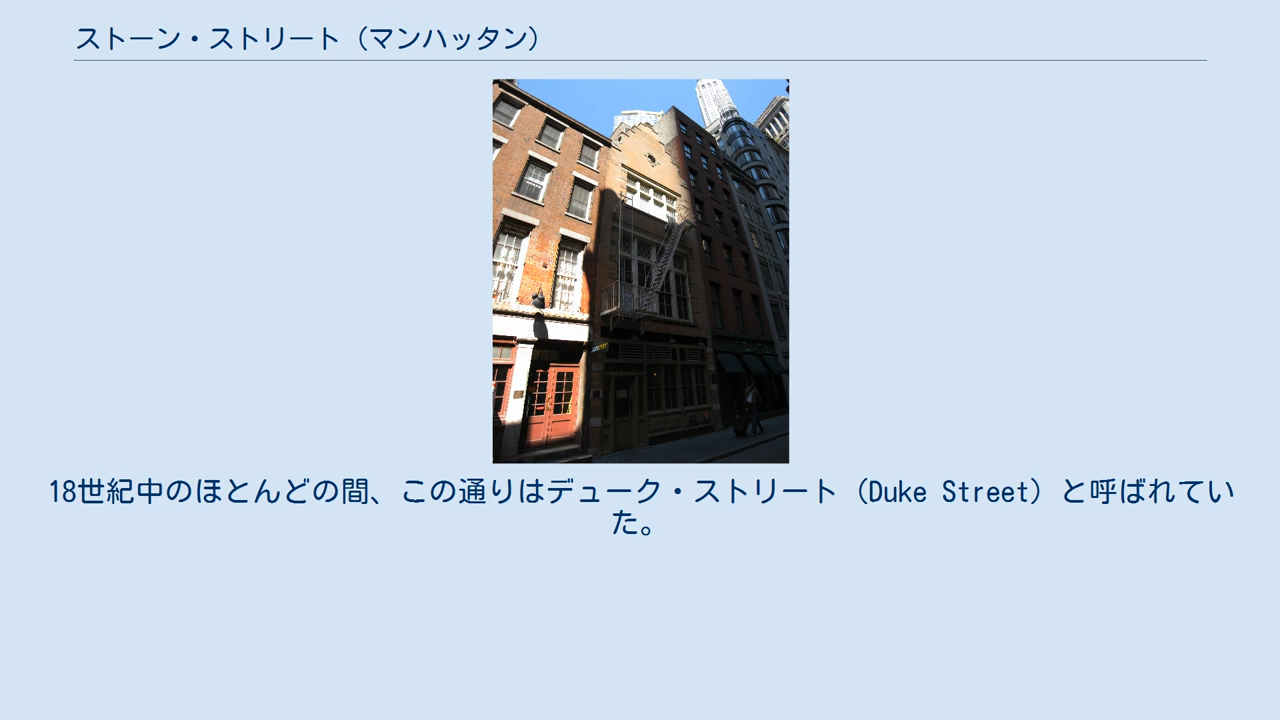 ストーン・ストリート（マンハッタン）
18世紀中のほとんどの間、この通りはデューク・ストリート（Duke Street）と呼ばれてい
た。